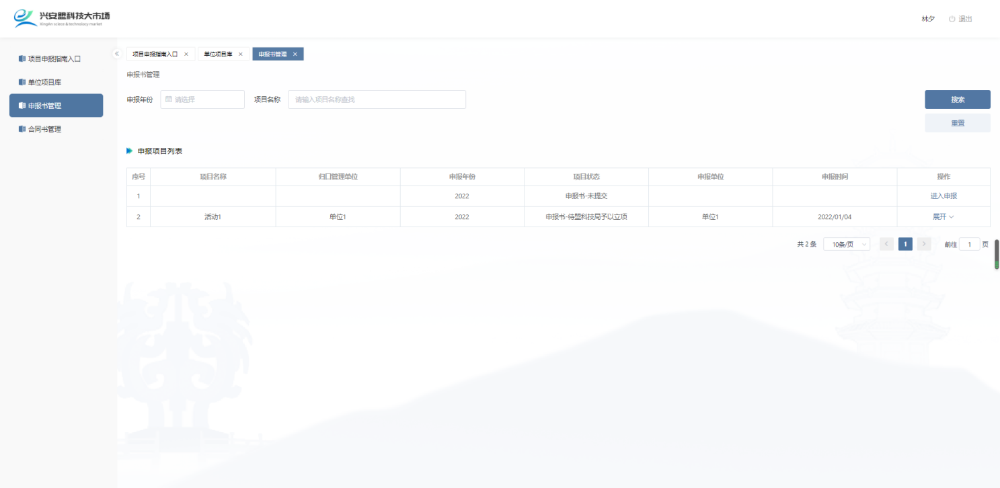 兴安盟科技大市场
XingAn sciece & technology market
林夕 退出
项目申报指南入口
单位项目库
申报书管理
合同书管理
项目申报指南入口 × 单位项目库 × 申报书管理 ×
申报书管理
申报年份 请选择 项目名称 请输入项目名称查找 搜索
重置
申报项目列表
序号 项目名称 归口管理单位 申报年份 项目状态 申报单位 申报时间 操作
1 2022 申报书-未提交 进入申报
2 活动1 单位1 2022 申报书-待盟科技局予以立项 单位1 2022/01/04 展开
共 2 条 10条/页 1 前往 1 页